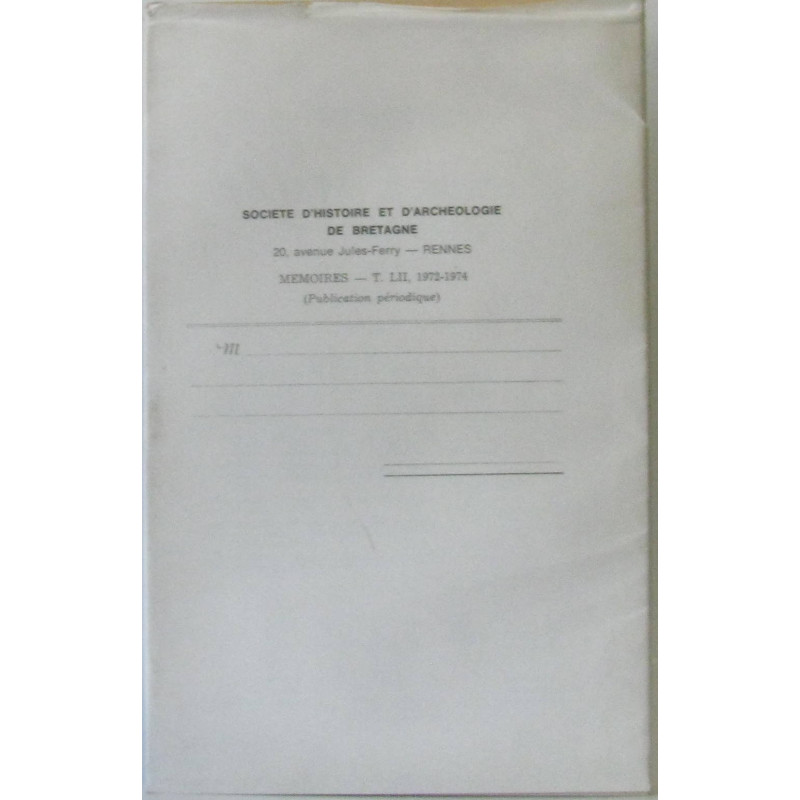 SOCIETE D'HISTOIRE ET D'ARCHEOLOGIE
DE BRETAGNE
20, avenue Jules-Ferry — RENNES
MEMOIRES — T. LII, 1972-1974
(Publication périodique)
M